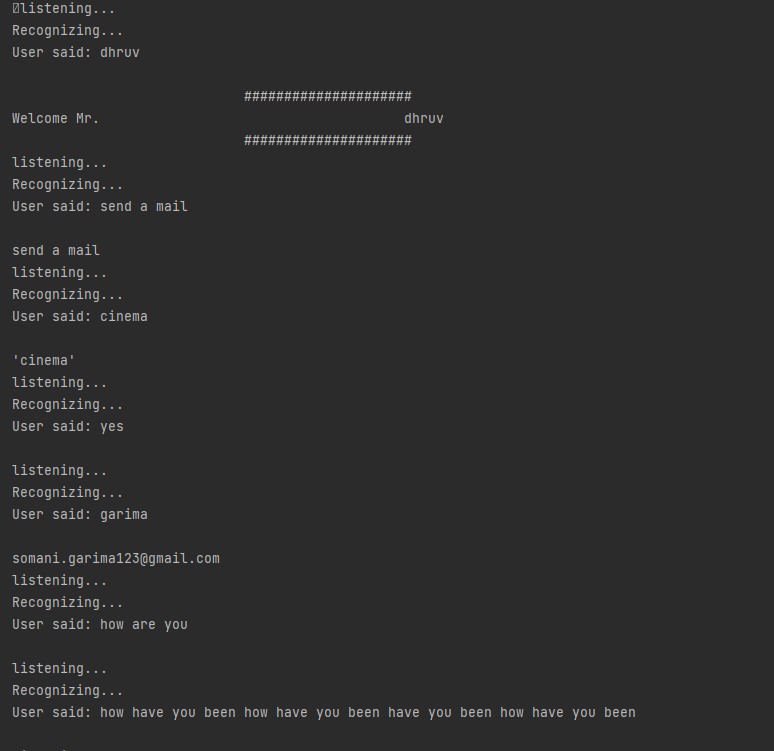 listening...
Recognizing...
User said: dhruv
#####################
Welcome Mr. dhruv
#####################
listening...
Recognizing...
User said: send a mail
send a mail
listening...
Recognizing...
User said: cinema
'cinema'
listening...
Recognizing...
User said: yes
listening...
Recognizing...
User said: garima
somani.garima123@gmail.com
listening...
Recognizing...
User said: how are you
listening...
Recognizing...
User said: how have you been how have you been have you been how have you been